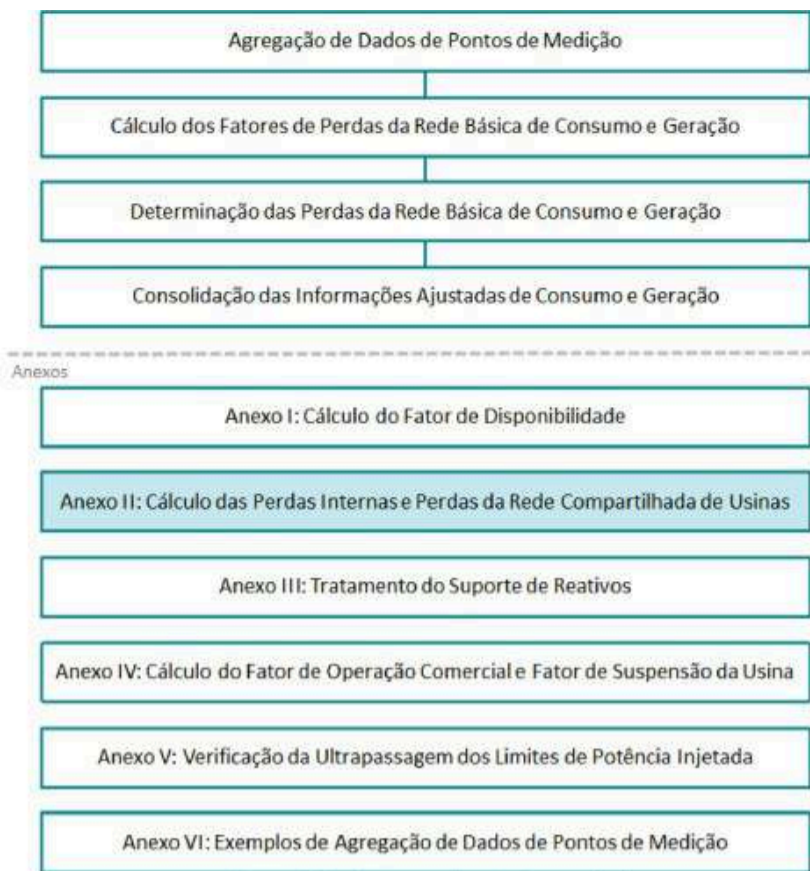 Agregação de Dados de Pontos de Medição
Cálculo dos Fatores de Perdas da Rede Básica de Consumo e Geração
Determinação das Perdas da Rede Básica de Consumo e Geração
Consolidação das Informações Ajustadas de Consumo e Geração
Anexos
Anexo I: Cálculo do Fator de Disponibilidade
Anexo II: Cálculo das Perdas Internas e Perdas da Rede Compartilhada de Usinas
Anexo III: Tratamento do Suporte de Reativos
Anexo IV: Cálculo do Fator de Operação Comercial e Fator de Suspensão da Usina
Anexo V: Verificação da Ultrapassagem dos Limites de Potência Injetada
Anexo VI: Exemplos de Agregação de Dados de Pontos de Medição